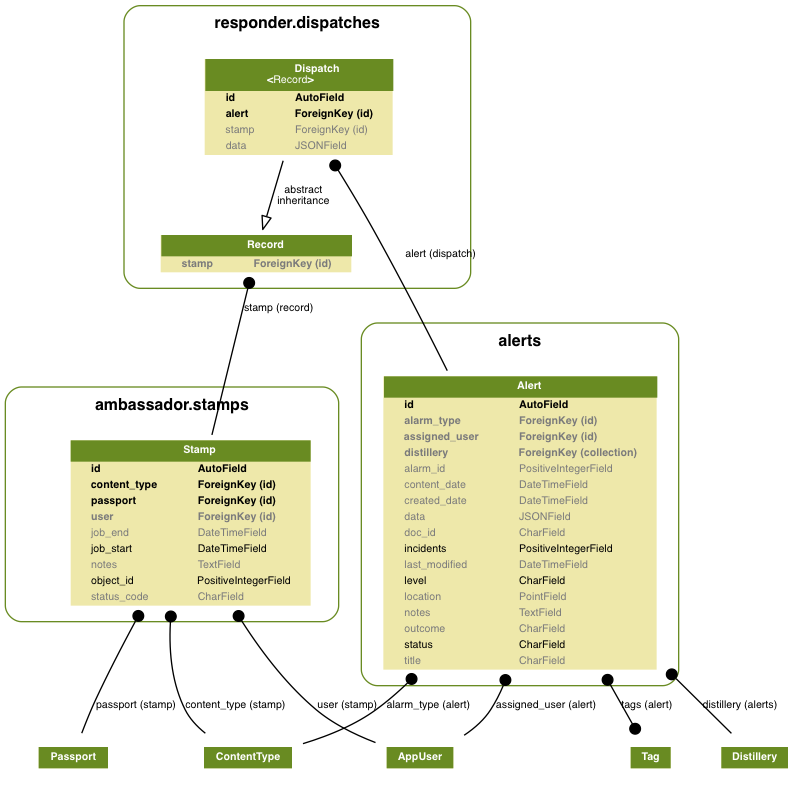 responder.dispatches
Dispatch
<Record>
id AutoField
alert ForeignKey (id)
stamp ForeignKey (id)
data JSONField
abstract
inheritance
Record
stamp ForeignKey (id)
alert (dispatch)
stamp (record)
alerts
Alert
id AutoField
alarm_type ForeignKey (id)
assigned_user ForeignKey (id)
distillery ForeignKey (collection)
alarm_id PositiveIntegerField
content_date DateTimeField
created_date DateTimeField
data JSONField
doc_id CharField
incidents PositiveIntegerField
last_modified DateTimeField
level CharField
location PointField
notes TextField
outcome CharField
status CharField
title CharField
ambassador.stamps
Stamp
id AutoField
content_type ForeignKey (id)
passport ForeignKey (id)
user ForeignKey (id)
job_end DateTimeField
job_start DateTimeField
notes TextField
object_id PositiveIntegerField
status_code CharField
passport (stamp) content_type (stamp) user (stamp) alarm_type (alert) assigned_user (alert) tags (alert) distillery (alerts)
Passport ContentType AppUser Tag Distillery